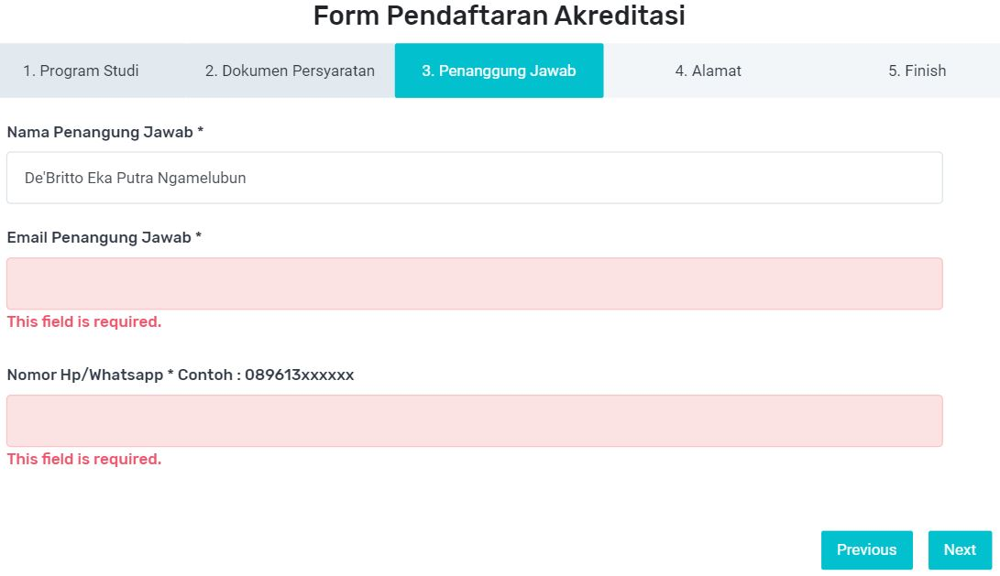 Form Pendaftaran Akreditasi
1. Program Studi 2. Dokumen Persyaratan 3. Penanggung Jawab 4. Alamat 5. Finish
Nama Penangung Jawab *
De'Britto Eka Putra Ngamelubun
Email Penangung Jawab *
This field is required.
Nomor Hp/Whatsapp * Contoh : 089613xxxxxx
This field is required.
Previous Next